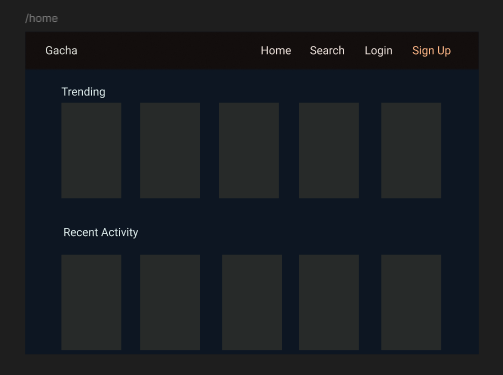 /home
Gacha Home Search Login Sign Up
Trending
Recent Activity